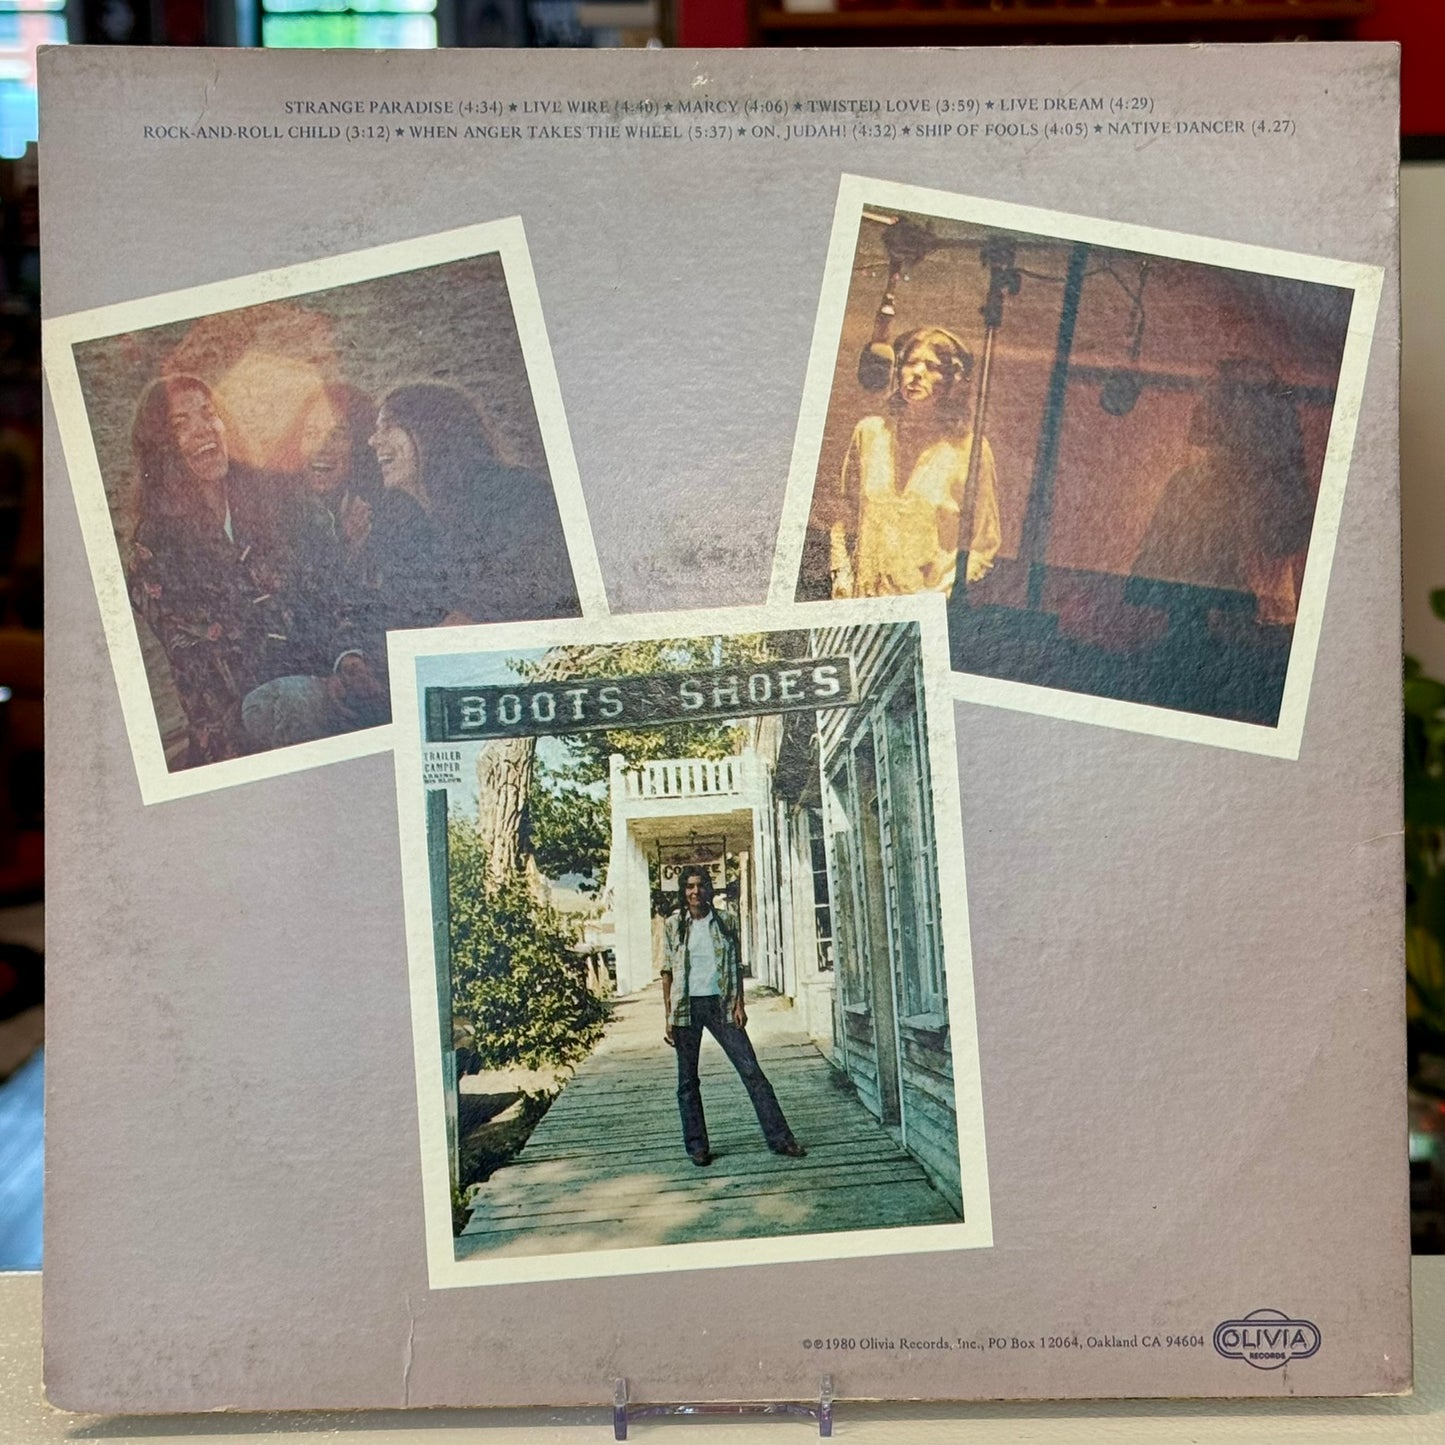 STRANGE PARADISE (4:34) ★ LIVE WIRE (4:40) ★ MARCY (4:06) ★ TWISTED LOVE (3:59) ★ LIVE DREAM (4:29)
ROCK-AND-ROLL CHILD (3:12) ★ WHEN ANGER TAKES THE WHEEL (5:37) ★ ON, JUDAH! (4:32) ★ SHIP OF FOOLS (4:05) ★ NATIVE DANCER (4.27)
BOOTS SHOES
TRAILER
CAMPER
©℗1980 Olivia Records, Inc., PO Box 12064, Oakland CA 94604
OLIVIA
RECORDS